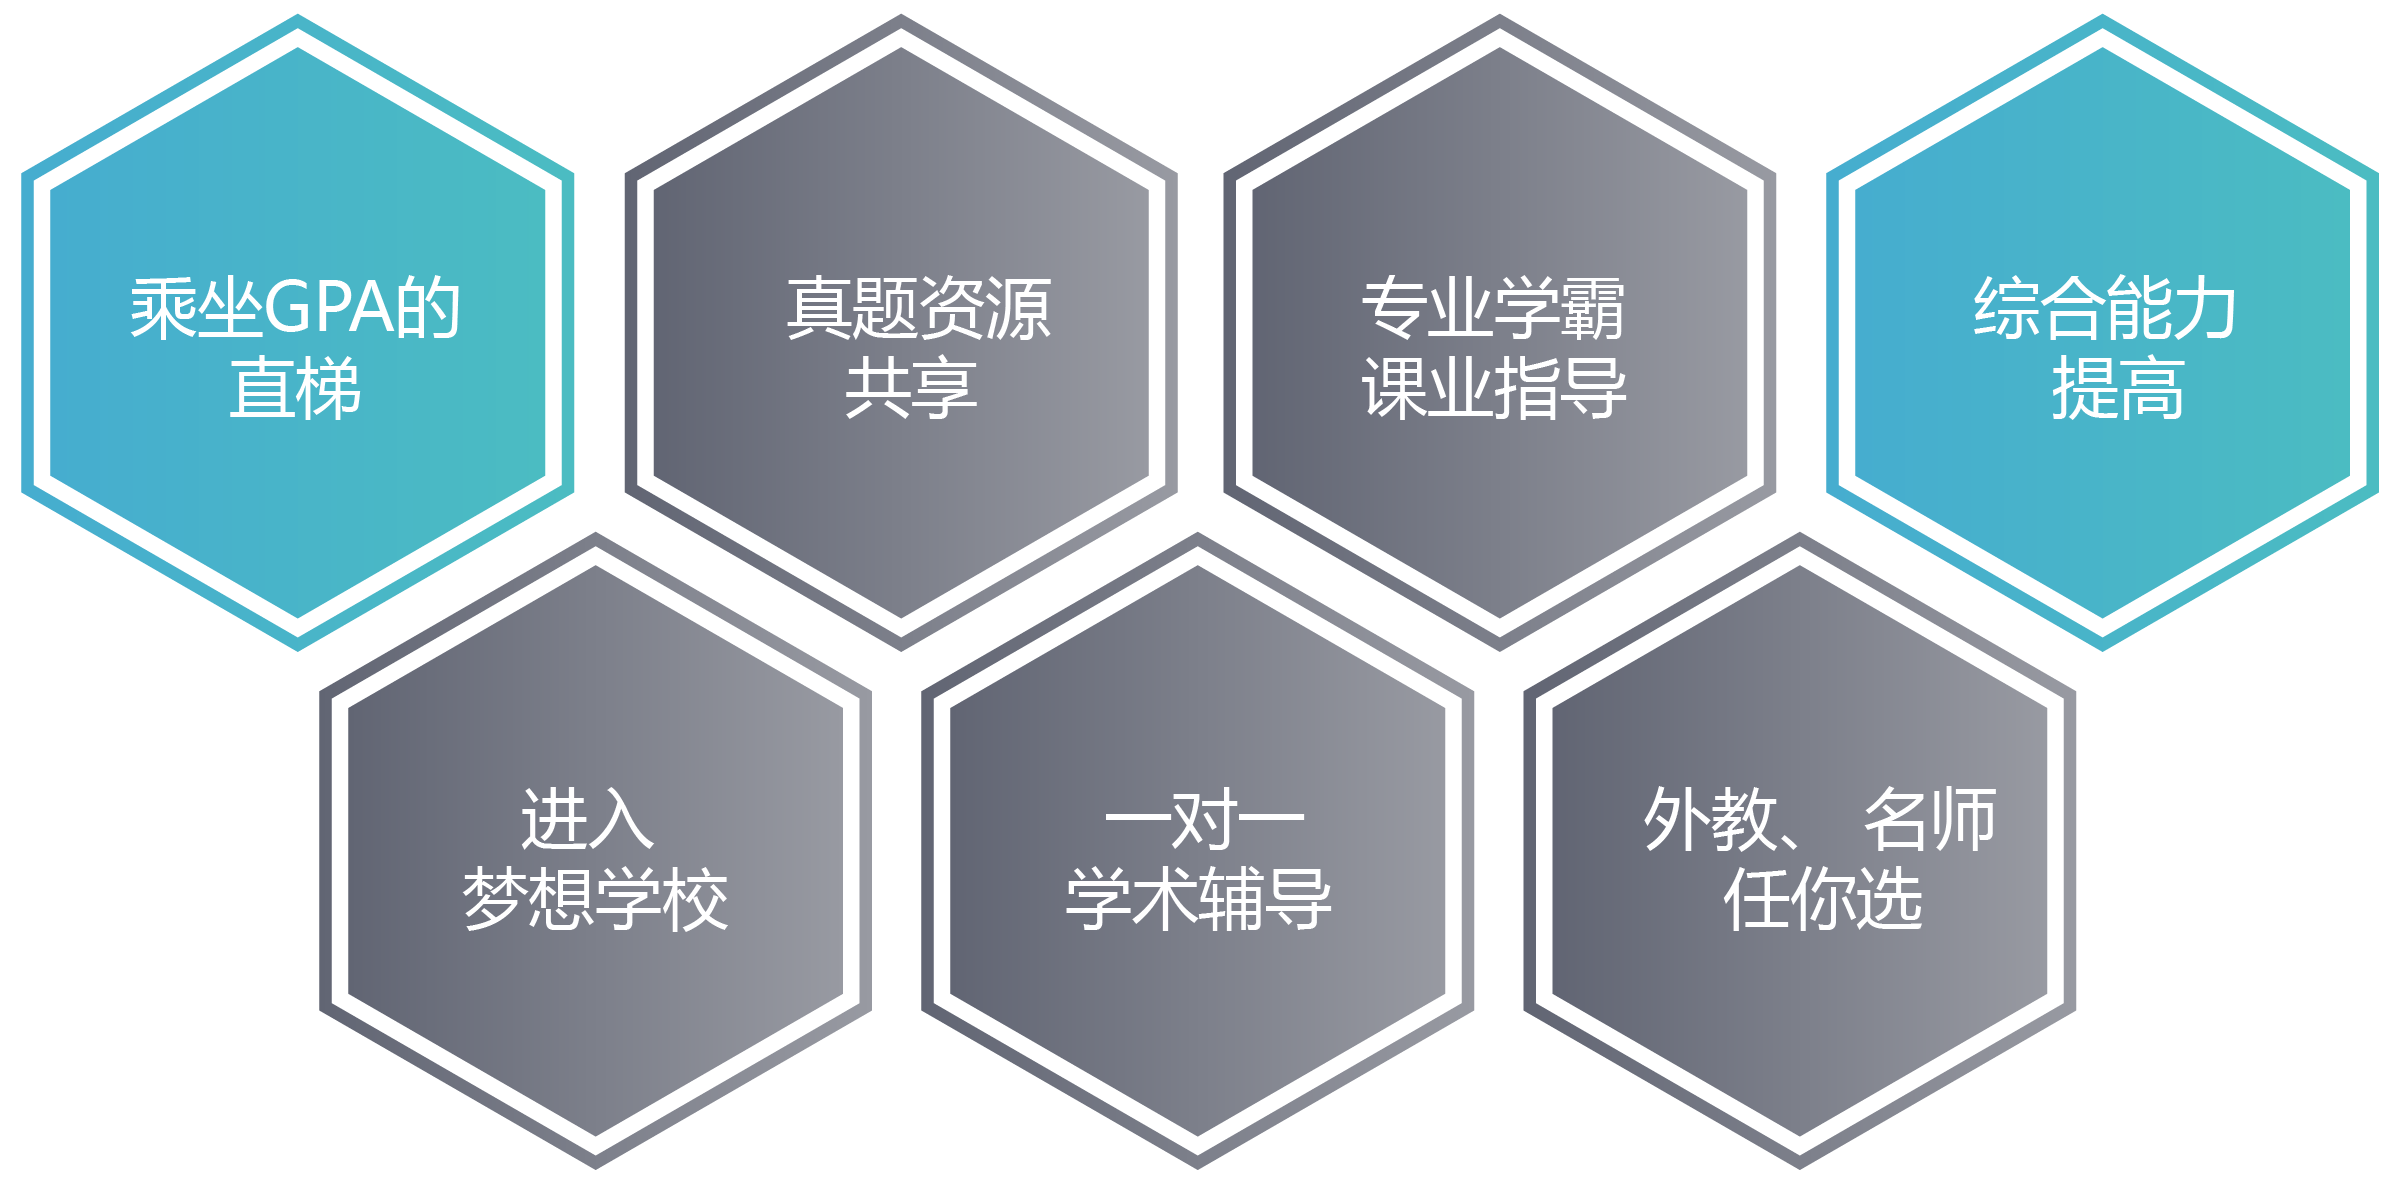 乘坐GPA的
直梯
真题资源
共享
专业学霸
课业指导
综合能力
提高
进入
梦想学校
一对一
学术辅导
外教、 名师
任你选